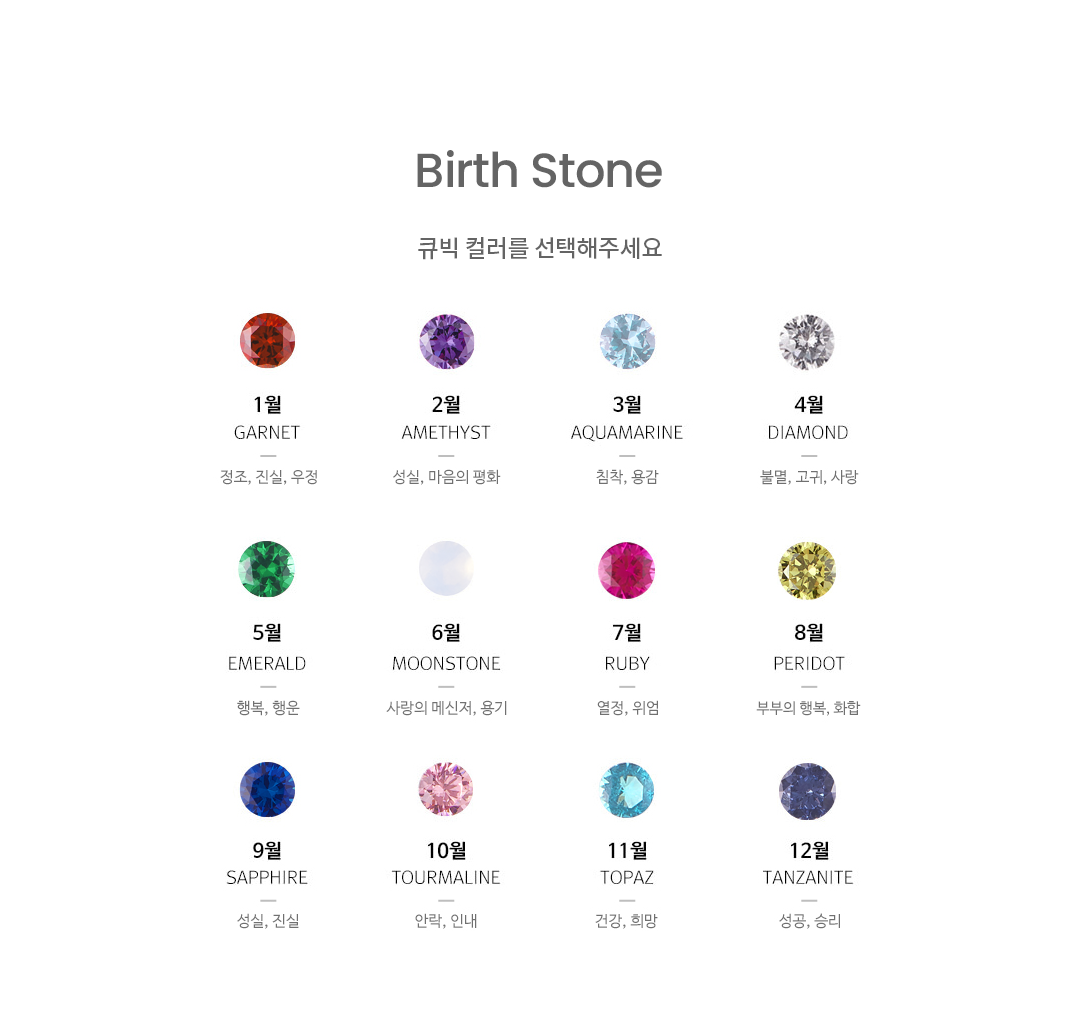 Birth Stone
큐빅 컬러를 선택해주세요
1월
GARNET
정조, 진실, 우정
2월
AMETHYST
성실, 마음의 평화
3월
AQUAMARINE
침착, 용감
4월
DIAMOND
불멸, 고귀, 사랑
5월
EMERALD
행복, 행운
6월
MOONSTONE
사랑의 메신저, 용기
7월
RUBY
열정, 위엄
8월
PERIDOT
부부의 행복, 화합
9월
SAPPHIRE
성실, 진실
10월
TOURMALINE
안락, 인내
11월
TOPAZ
건강, 희망
12월
TANZANITE
성공, 승리